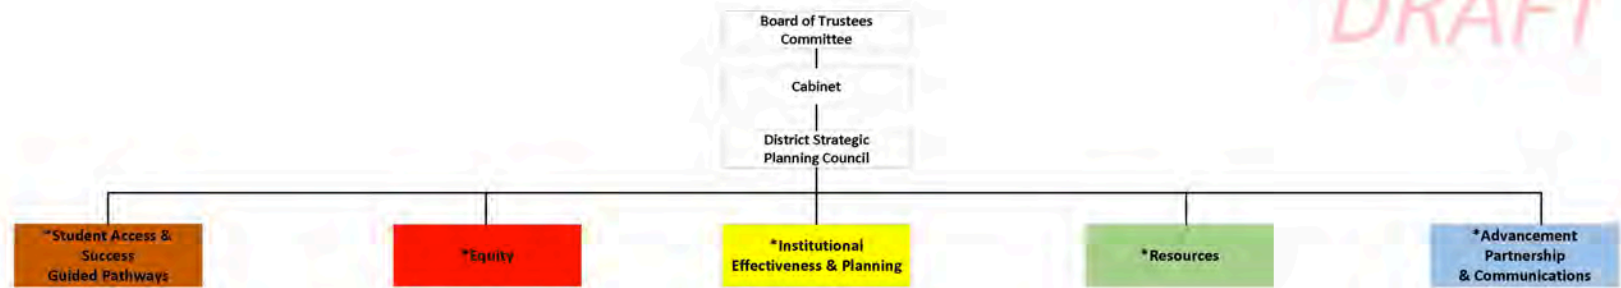 DRAFT
Board of Trustees
Committee
Cabinet
District Strategic
Planning Council
*Student Access &
Success
Guided Pathways
*Equity
*Institutional
Effectiveness & Planning
*Resources
*Advancement
Partnership
& Communications